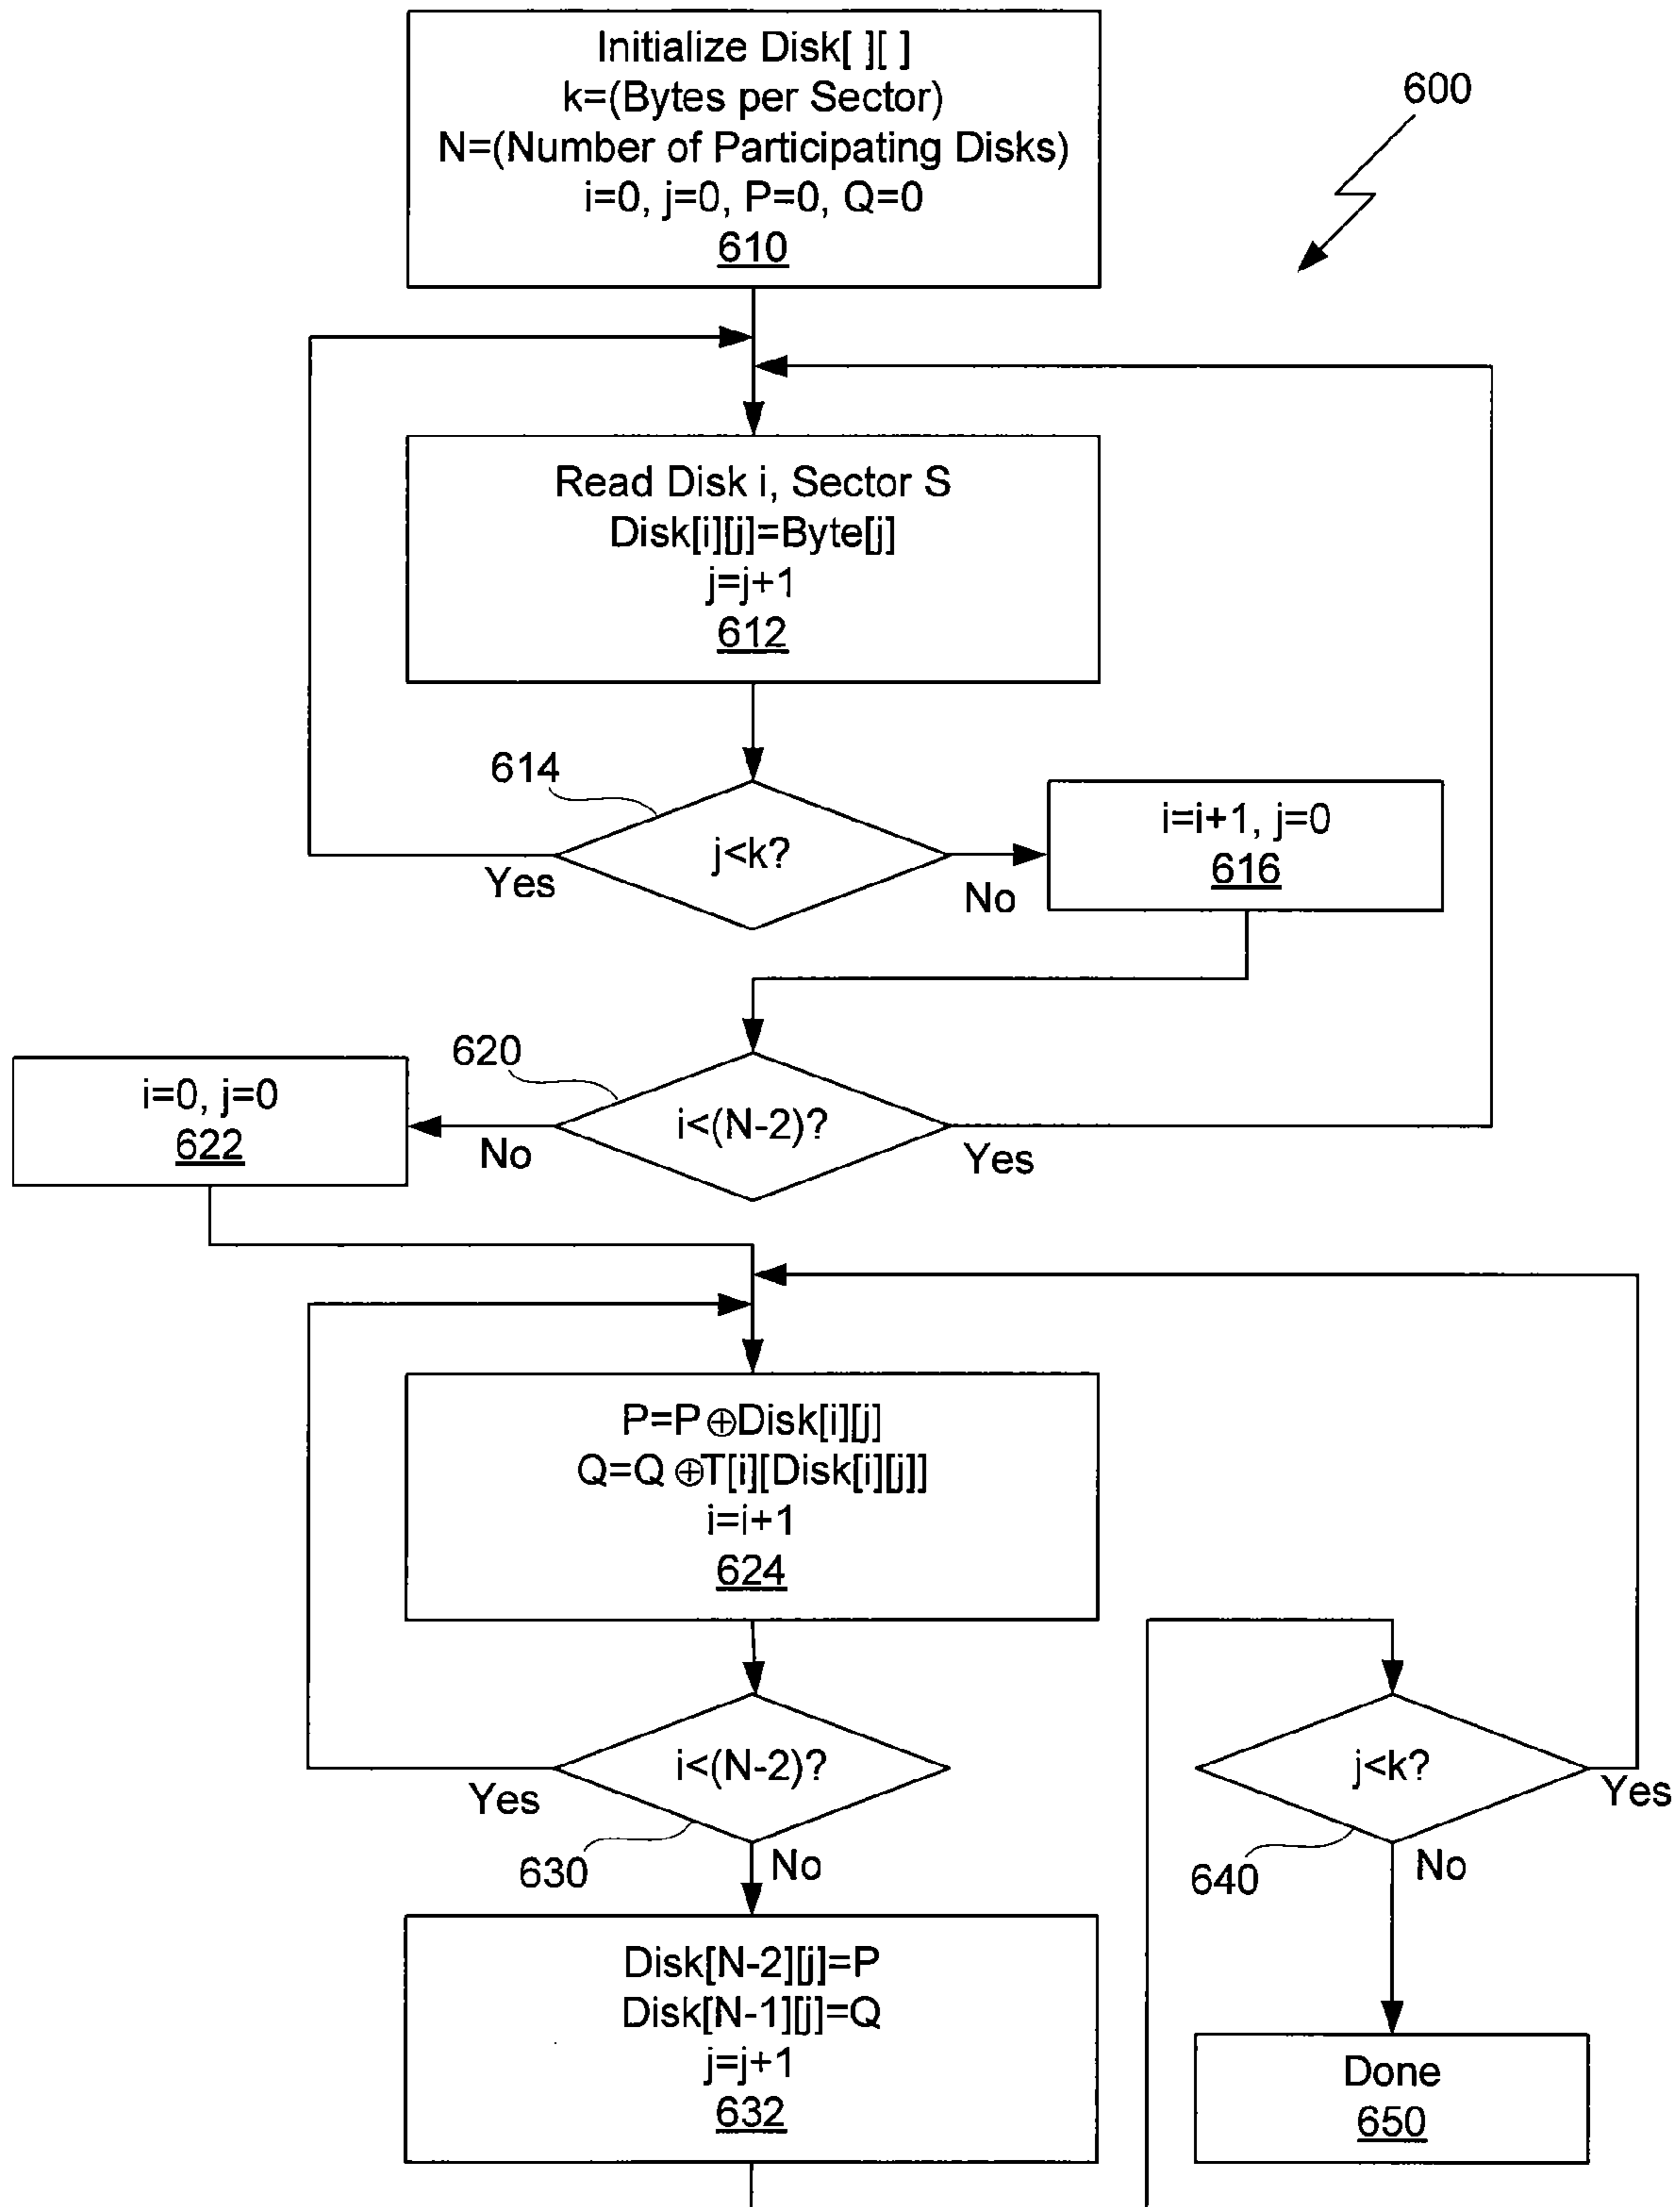 Initialize Disk[ ][ ]
k=(Bytes per Sector)
N=(Number of Participating Disks)
i=0, j=0, P=0, Q=0
610
600
Read Disk i, Sector S
Disk[i][j]=Byte[j]
j=j+1
612
614
j<k?
Yes
No
i=i+1, j=0
616
620
i<(N-2)?
No
Yes
i=0, j=0
622
P=P⊕Disk[i][j]
Q=Q⊕T[i][Disk[i][j]]
i=i+1
624
i<(N-2)?
Yes
630
No
j<k?
Yes
640
No
Disk[N-2][j]=P
Disk[N-1][j]=Q
j=j+1
632
Done
650